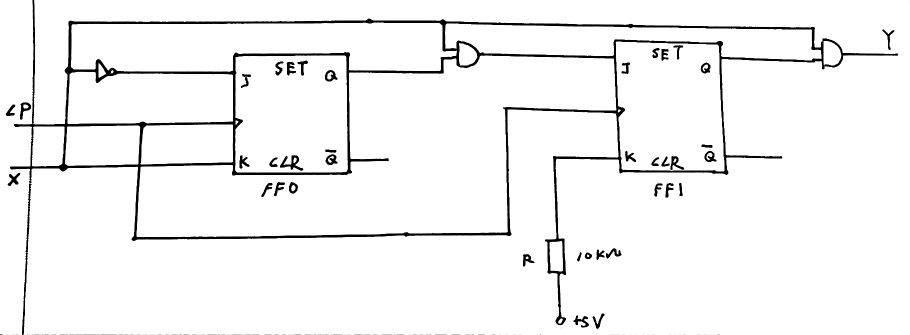 Y
SET
J
Q
SET
J
Q
CP
K
CLR
Q̅
K
CLR
Q̅
X
FF0
FF1
R
10KΩ
+5V